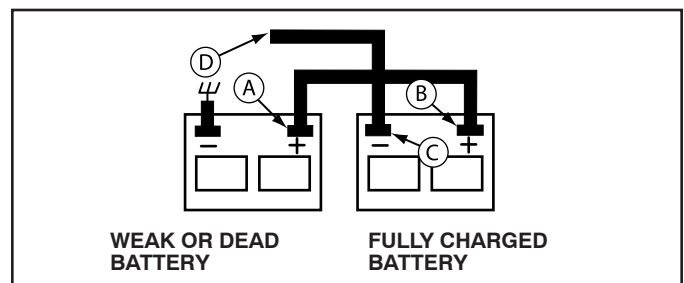 D
A
B
C
− +
− +
WEAK OR DEAD
BATTERY
FULLY CHARGED
BATTERY